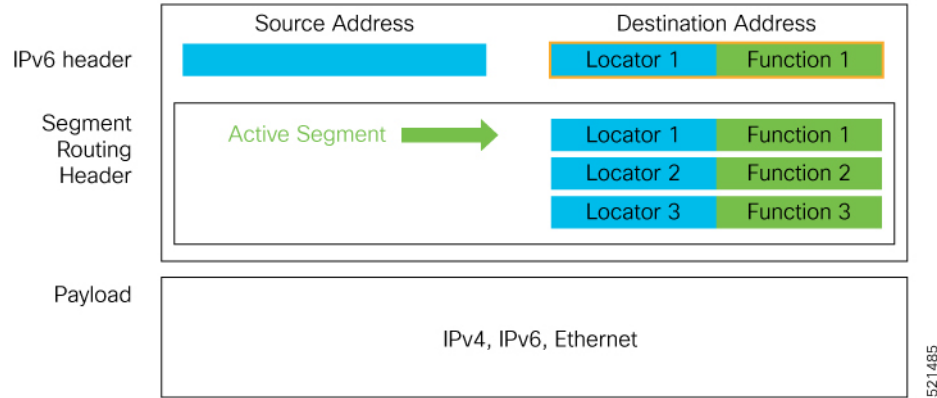 Source Address
Destination Address
IPv6 header
Locator 1
Function 1
Segment
Routing
Header
Active Segment
Locator 1
Function 1
Locator 2
Function 2
Locator 3
Function 3
Payload
IPv4, IPv6, Ethernet
521485